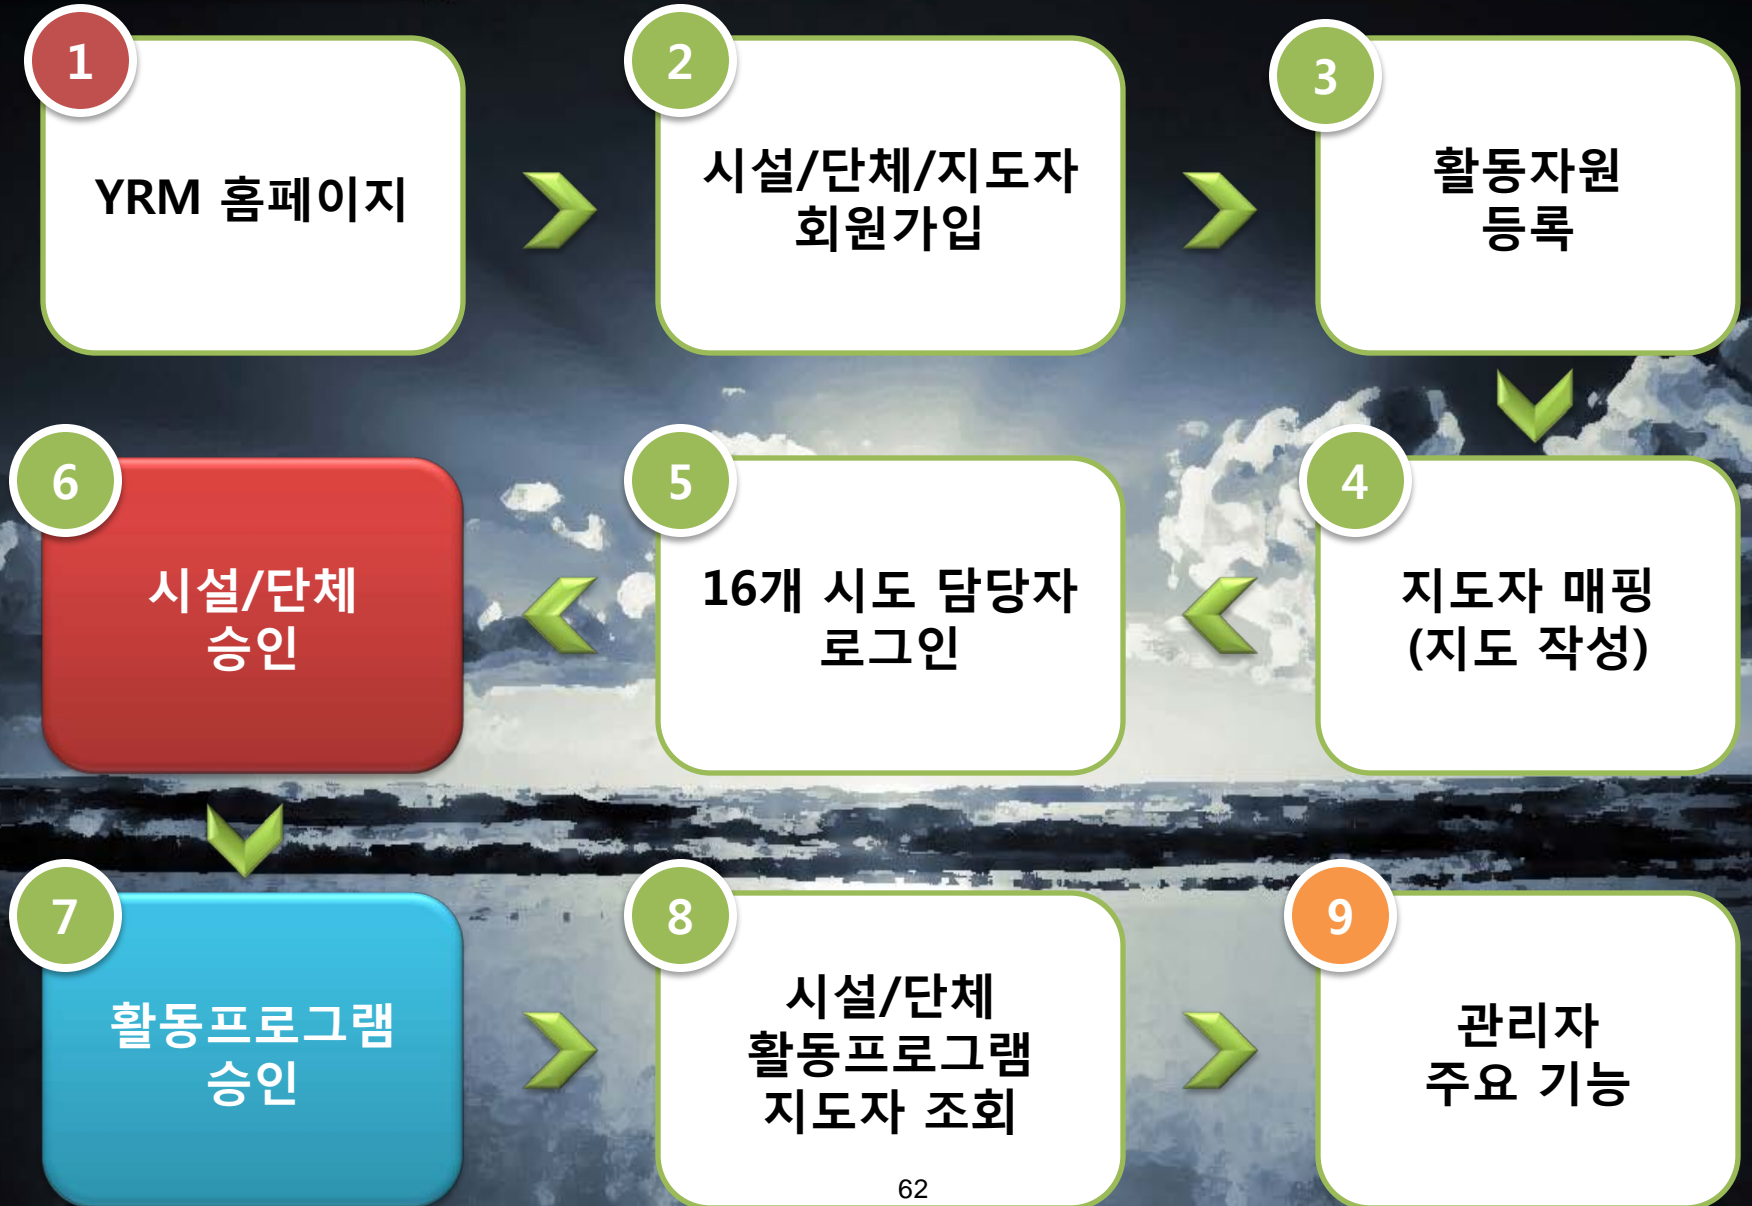 1
YRM 홈페이지
2
시설/단체/지도자
회원가입
3
활동자원
등록
4
지도자 매핑
(지도 작성)
5
16개 시도 담당자
로그인
6
시설/단체
승인
7
활동프로그램
승인
8
시설/단체
활동프로그램
지도자 조회
9
관리자
주요 기능
62